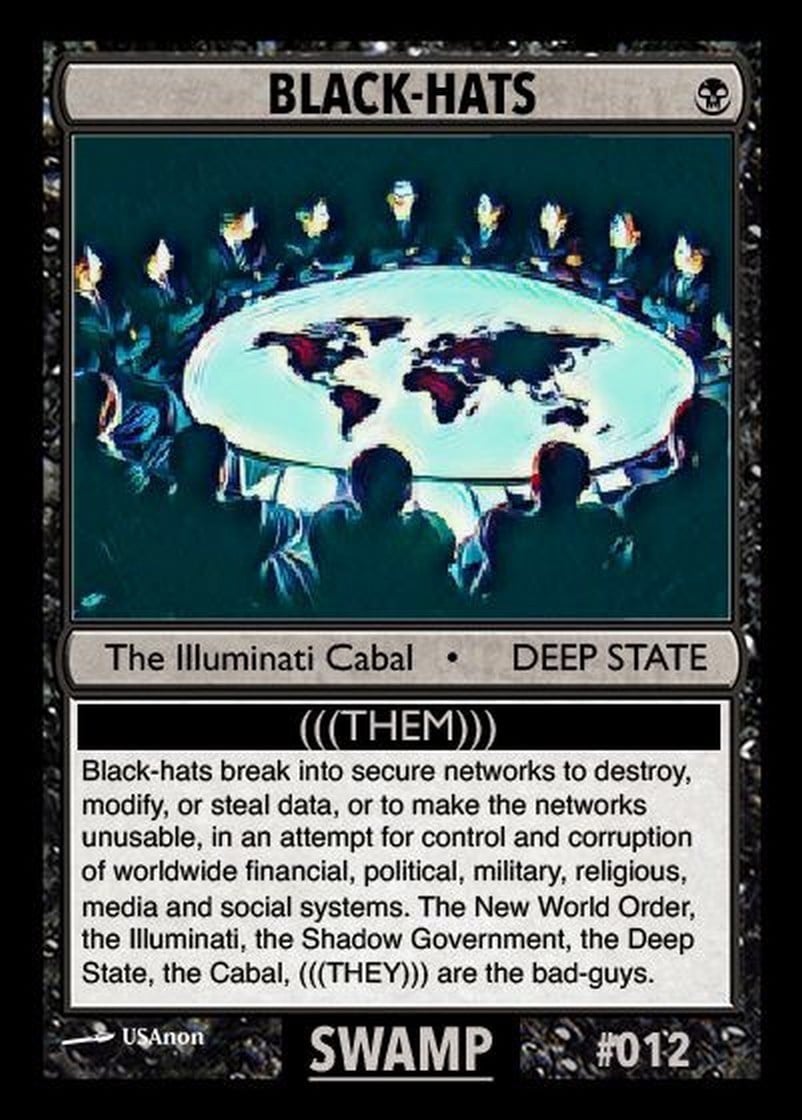 BLACK-HATS
The Illuminati Cabal • DEEP STATE
(((THEM)))
Black-hats break into secure networks to destroy,
modify, or steal data, or to make the networks
unusable, in an attempt for control and corruption
of worldwide financial, political, military, religious,
media and social systems. The New World Order,
the Illuminati, the Shadow Government, the Deep
State, the Cabal, (((THEY))) are the bad-guys.
USAnon
SWAMP
#012